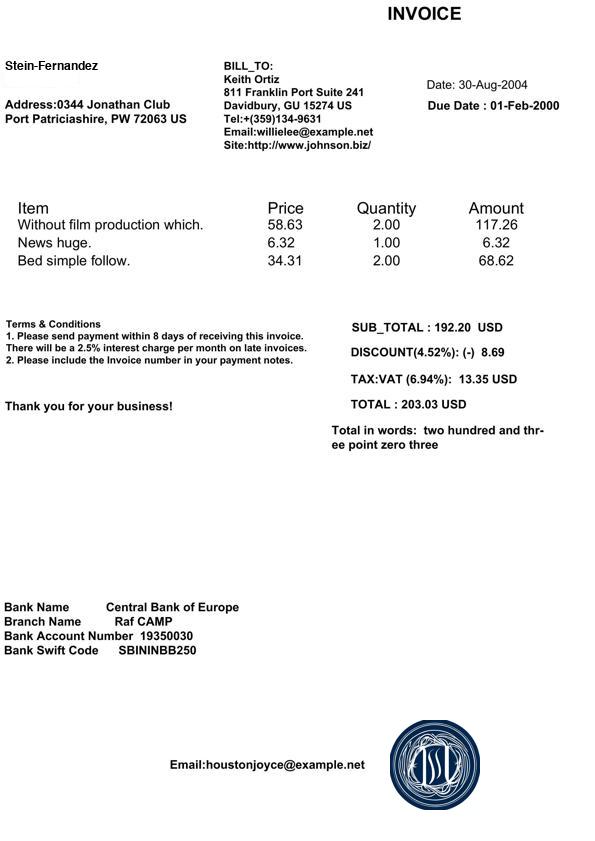 INVOICE
Stein-Fernandez
Address:0344 Jonathan Club
Port Patriciashire, PW 72063 US
BILL_TO:
Keith Ortiz
811 Franklin Port Suite 241
Davidbury, GU 15274 US
Tel:+(359)134-9631
Email:willielee@example.net
Site:http://www.johnson.biz/
Date: 30-Aug-2004
Due Date : 01-Feb-2000
Item Price Quantity Amount
Without film production which. 58.63 2.00 117.26
News huge. 6.32 1.00 6.32
Bed simple follow. 34.31 2.00 68.62
Terms & Conditions
1. Please send payment within 8 days of receiving this invoice.
There will be a 2.5% interest charge per month on late invoices.
2. Please include the Invoice number in your payment notes.
Thank you for your business!
SUB_TOTAL : 192.20 USD
DISCOUNT(4.52%): (-) 8.69
TAX:VAT (6.94%): 13.35 USD
TOTAL : 203.03 USD
Total in words: two hundred and thr-
ee point zero three
Bank Name Central Bank of Europe
Branch Name Raf CAMP
Bank Account Number 19350030
Bank Swift Code SBININBB250
Email:houstonjoyce@example.net